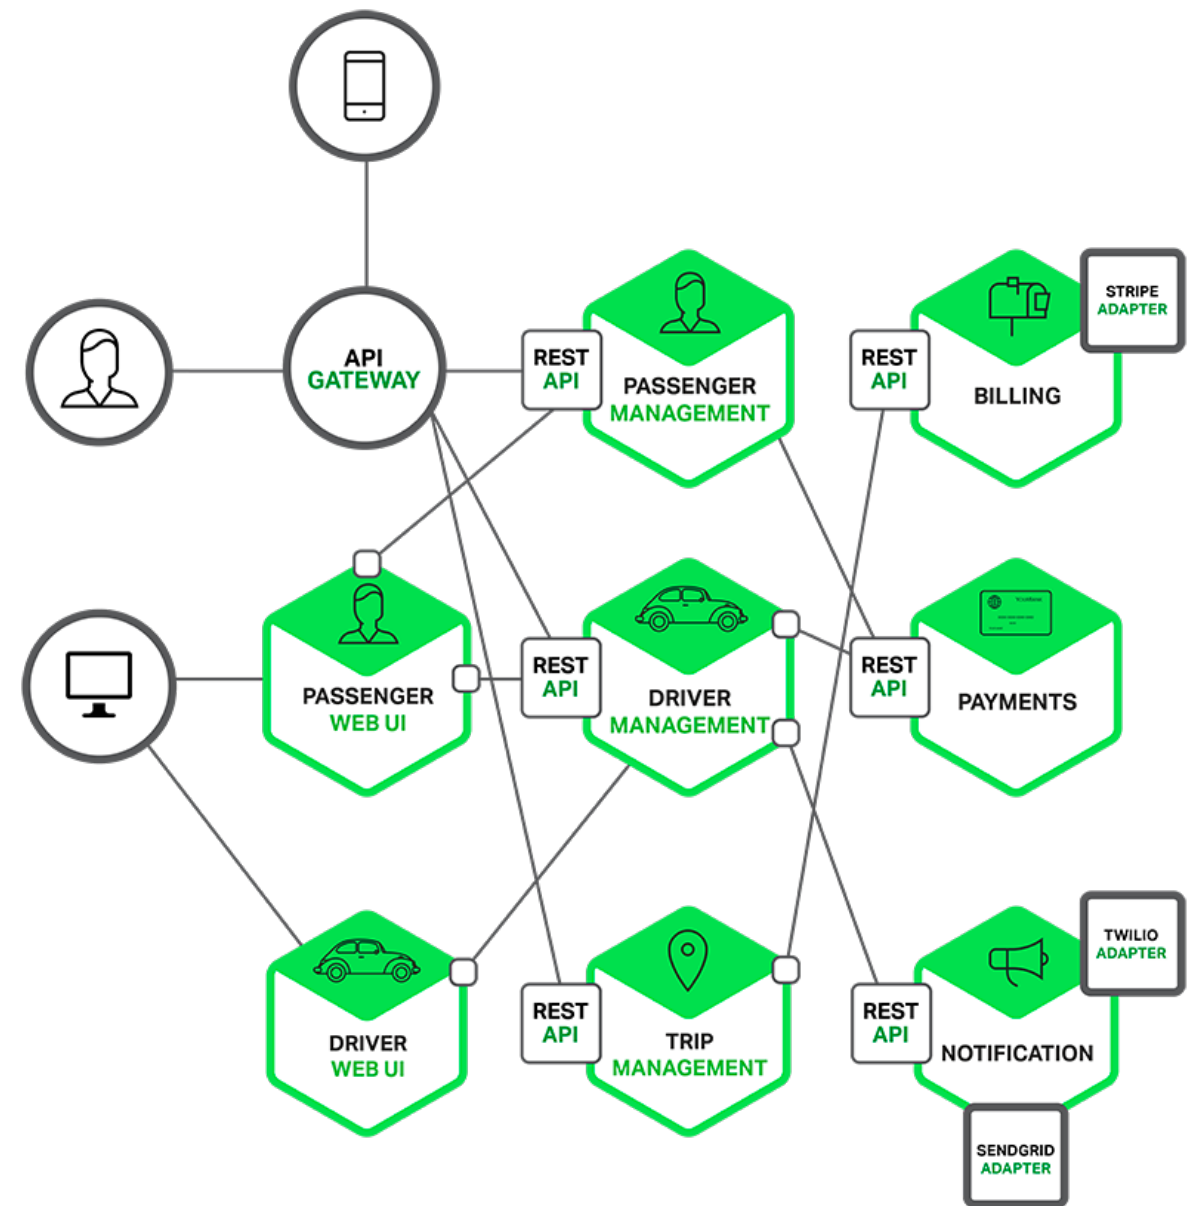 API
GATEWAY
REST
API
PASSENGER
MANAGEMENT
REST
API
BILLING
STRIPE
ADAPTER
PASSENGER
WEB UI
REST
API
DRIVER
MANAGEMENT
REST
API
PAYMENTS
DRIVER
WEB UI
REST
API
TRIP
MANAGEMENT
REST
API
NOTIFICATION
TWILIO
ADAPTER
SENDGRID
ADAPTER